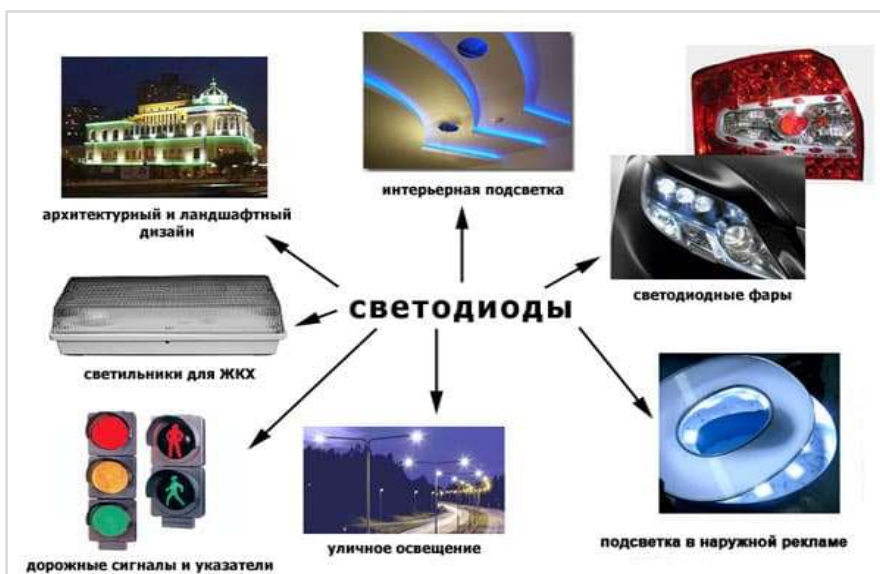 архитектурный и ландшафтный
дизайн
интерьерная подсветка
светодиодные фары
светодиоды
светильники для ЖКХ
дорожные сигналы и указатели
уличное освещение
подсветка в наружной рекламе